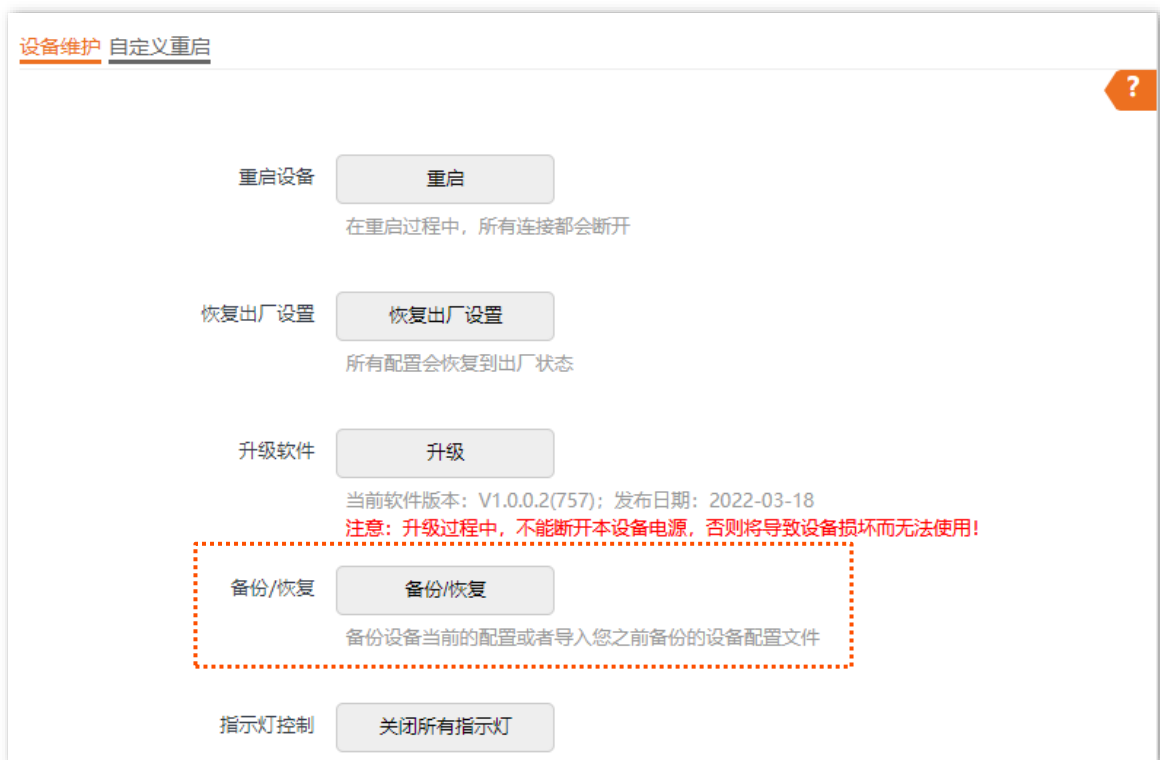 设备维护 自定义重启
?
重启设备 重启
在重启过程中，所有连接都会断开
恢复出厂设置 恢复出厂设置
所有配置会恢复到出厂状态
升级软件 升级
当前软件版本：V1.0.0.2(757)；发布日期：2022-03-18
注意：升级过程中，不能断开本设备电源，否则将导致设备损坏而无法使用！
备份/恢复 备份/恢复
备份设备当前的配置或者导入您之前备份的设备配置文件
指示灯控制 关闭所有指示灯